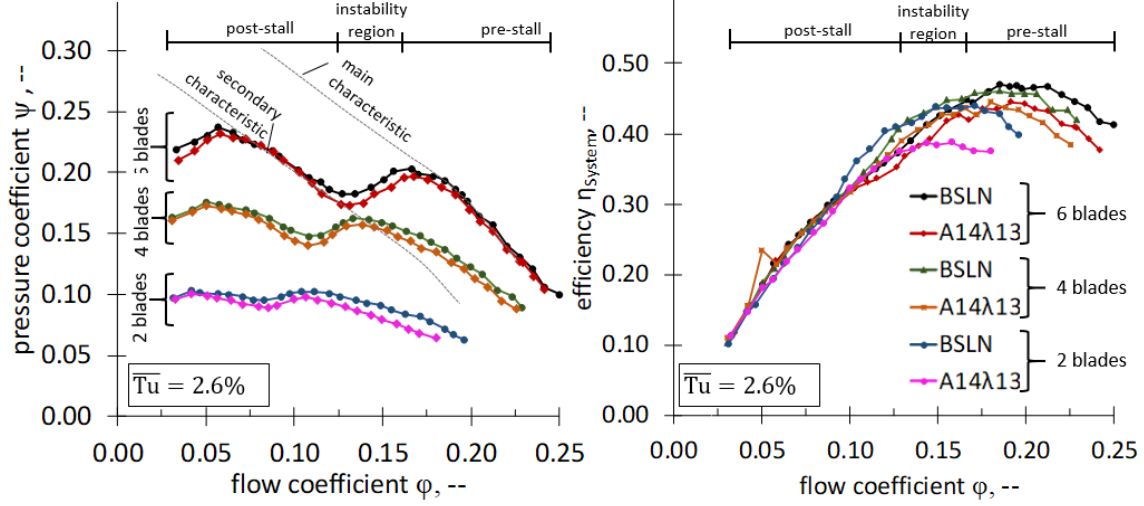 instability
post-stall
region
pre-stall
0.30
0.25
0.20
0.15
0.10
0.05
0.00
pressure coefficient ψ , --
main
characteristic
secondary
characteristic
4 blades
2 blades
Tu = 2.6%
0.00 0.05 0.10 0.15 0.20 0.25
flow coefficient φ, --
instability
post-stall
region
pre-stall
0.50
0.40
0.30
0.20
0.10
0.00
efficiency ηSystem, --
BSLN
A14λ13
6 blades
BSLN
A14λ13
4 blades
BSLN
A14λ13
2 blades
Tu = 2.6%
0.00 0.05 0.10 0.15 0.20 0.25
flow coefficient φ, --